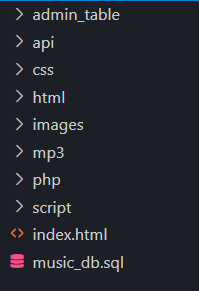 admin_table
api
css
html
images
mp3
php
script
index.html
music_db.sql